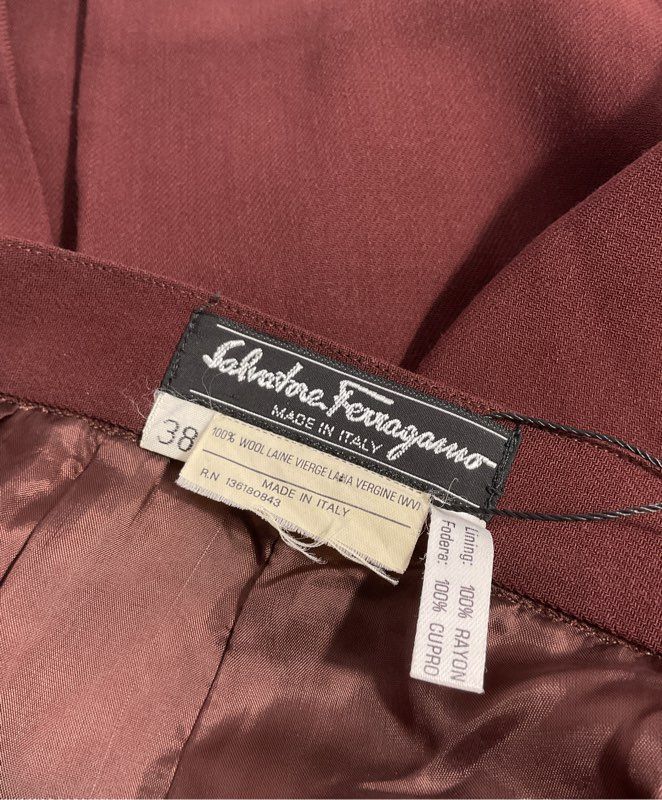 Salvatore Ferragamo
MADE IN ITALY
38
100% WOOL LAINE VIERGE LANA VERGINE (WV)
R.N 136180843
MADE IN ITALY
Lining: 100% RAYON
Fodera: 100% CUPRO